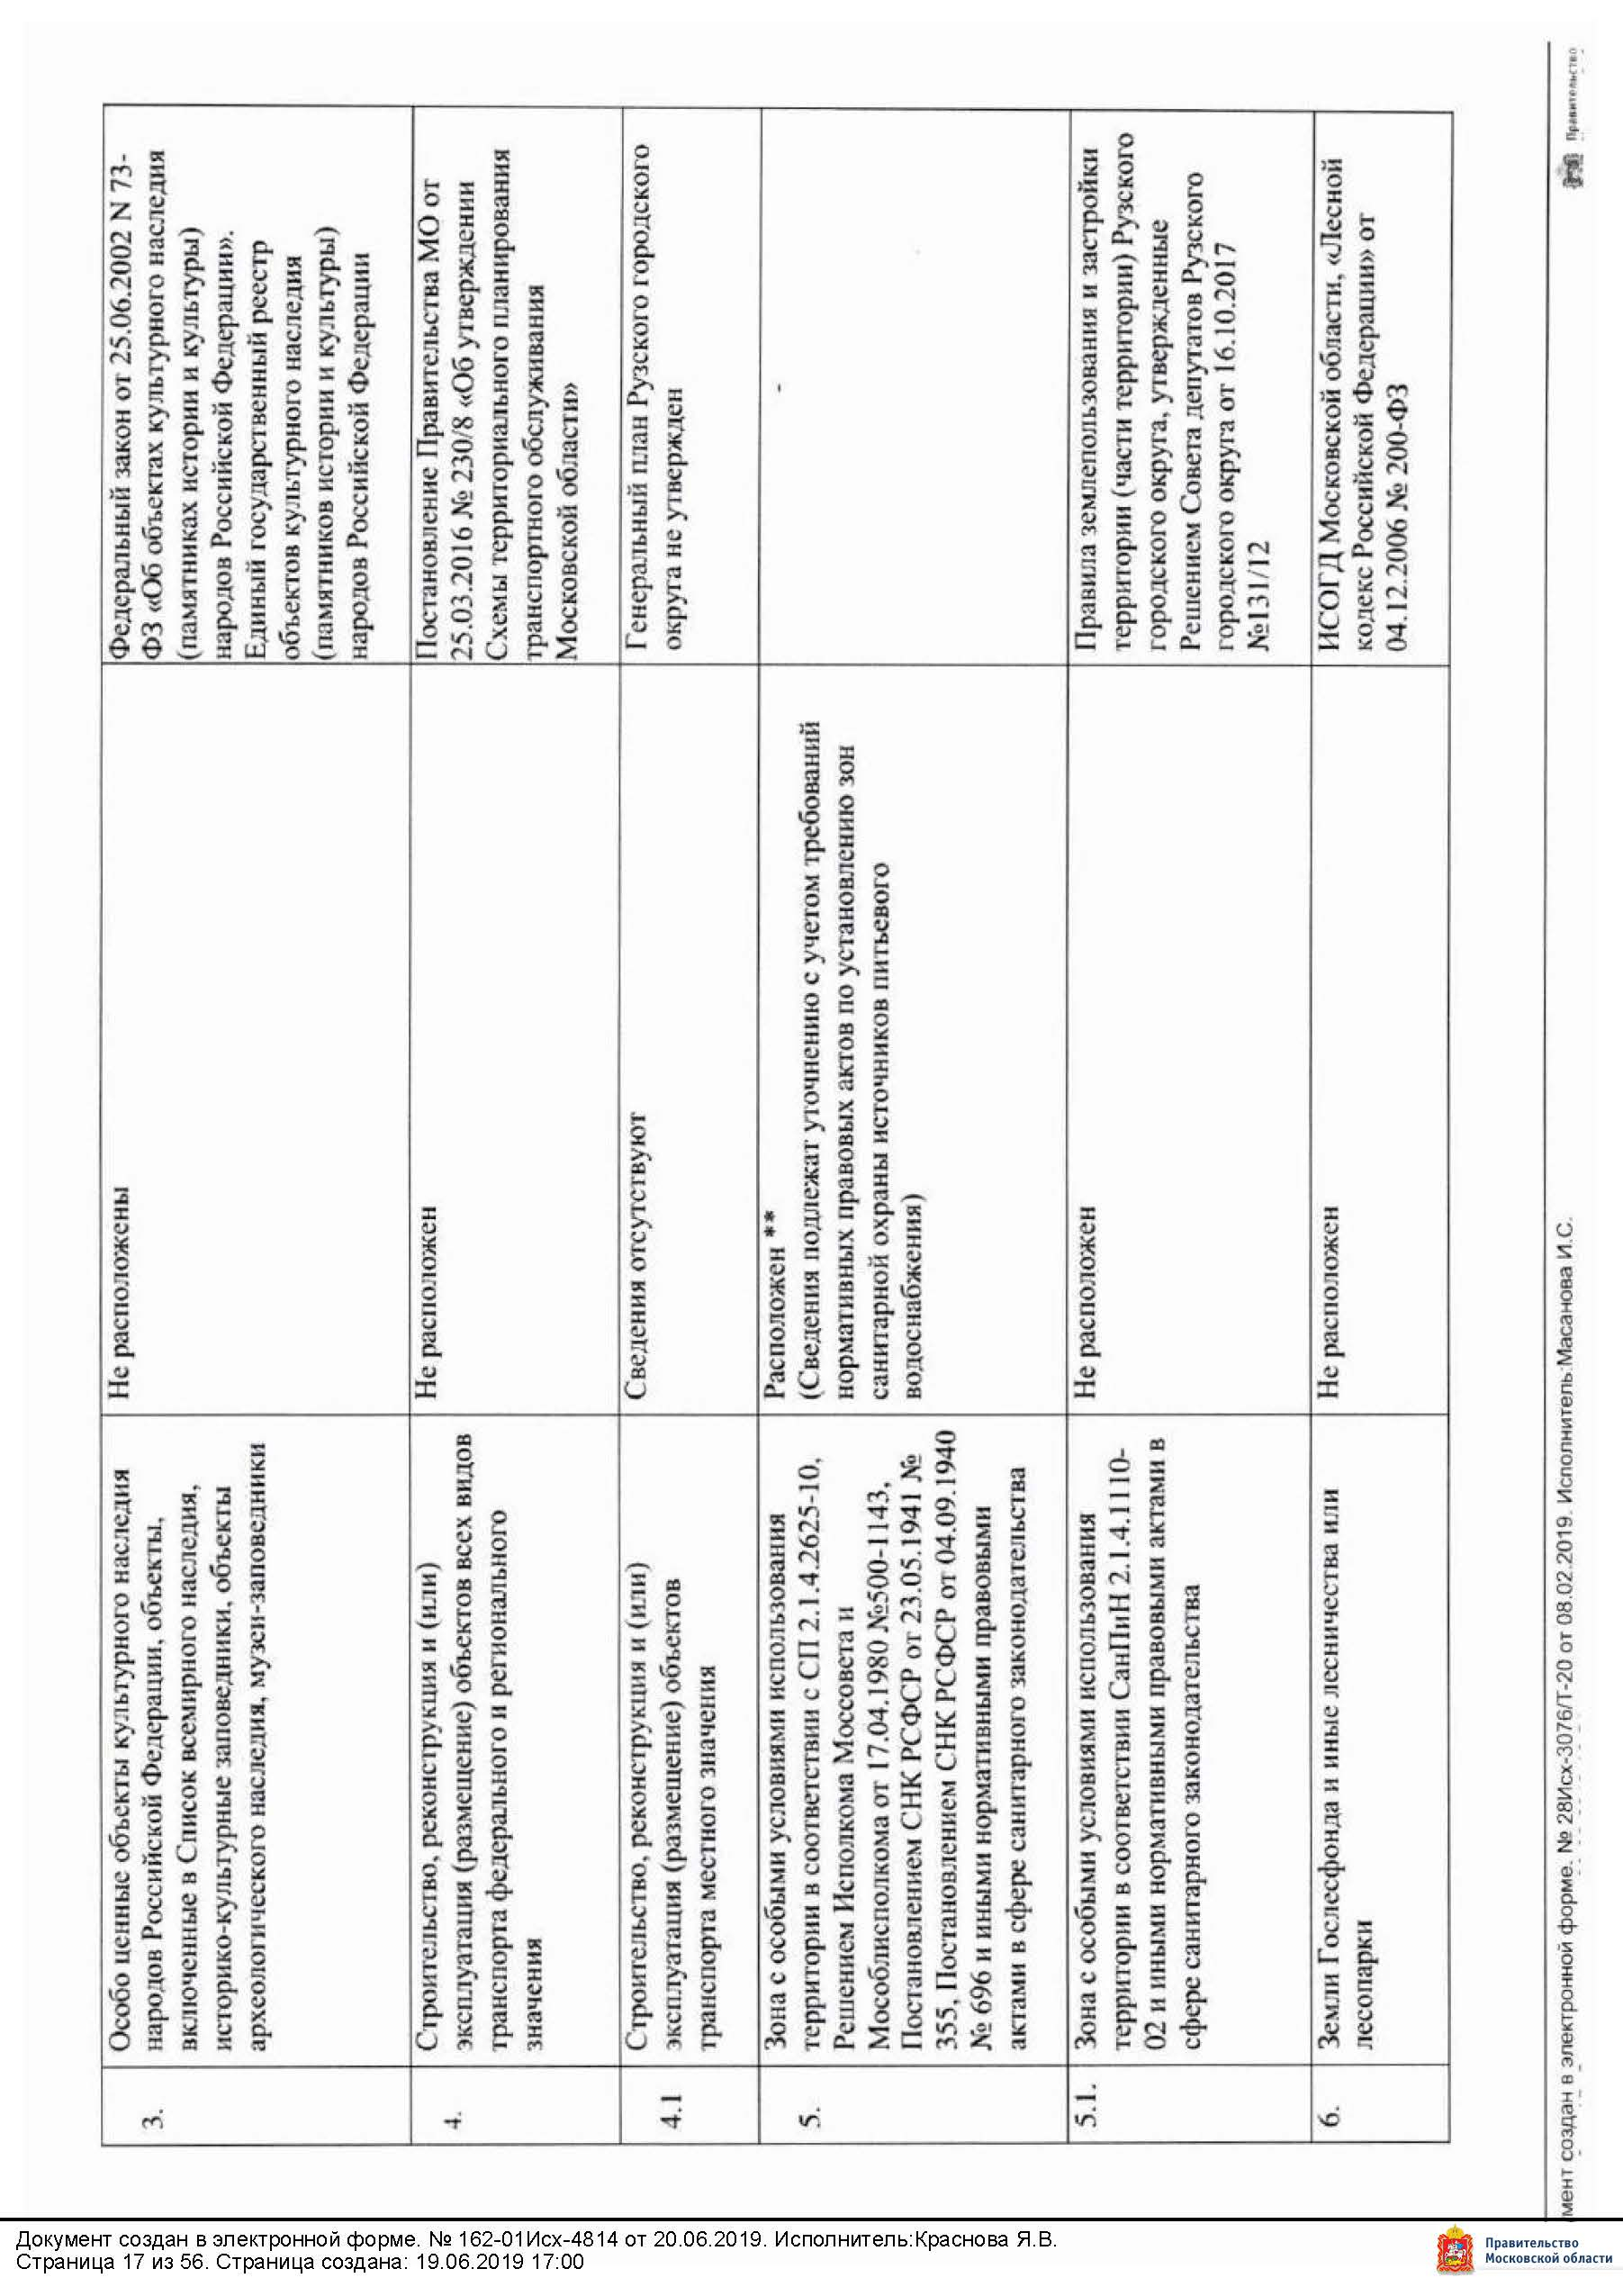 3.
Особо ценные объекты культурного наследия
народов Российской Федерации, объекты,
включенные в Список всемирного наследия,
историко-культурные заповедники, объекты
археологического наследия, музеи-заповедники
Не расположены
Федеральный закон от 25.06.2002 N 73-
ФЗ «Об объектах культурного наследия
(памятниках истории и культуры)
народов Российской Федерации».
Единый государственный реестр
объектов культурного наследия
(памятников истории и культуры)
народов Российской Федерации
4.
Строительство, реконструкция и (или)
эксплуатация (размещение) объектов всех видов
транспорта федерального и регионального
значения
Не расположен
Постановление Правительства МО от
25.03.2016 № 230/8 «Об утверждении
Схемы территориального планирования
транспортного обслуживания
Московской области»
4.1
Строительство, реконструкция и (или)
эксплуатация (размещение) объектов
транспорта местного значения
Сведения отсутствуют
Генеральный план Рузского городского
округа не утвержден
5.
Зона с особыми условиями использования
территории в соответствии с СП 2.1.4.2625-10,
Решением Исполкома Моссовета и
Мособлисполкома от 17.04.1980 №500-1143,
Постановлением СНК РСФСР от 23.05.1941 №
355, Постановлением СНК РСФСР от 04.09.1940
№ 696 и иными нормативными правовыми
актами в сфере санитарного законодательства
Расположен **
(Сведения подлежат уточнению с учетом требований
нормативных правовых актов по установлению зон
санитарной охраны источников питьевого
водоснабжения)
-
5.1.
Зона с особыми условиями использования
территории в соответствии СанПиН 2.1.4.1110-
02 и иными нормативными правовыми актами в
сфере санитарного законодательства
Не расположен
Правила землепользования и застройки
территории (части территории) Рузского
городского округа, утвержденные
Решением Совета депутатов Рузского
городского округа от 16.10.2017
№131/12
6.
Земли Гослесфонда и иные лесничества или
лесопарки
Не расположен
ИСОГД Московской области, «Лесной
кодекс Российской Федерации» от
04.12.2006 № 200-ФЗ
мент создан в электронной форме. № 28Исх-3076/Т-20 от 08.02.2019. Исполнитель:Масанова И.С.
Правительство
Документ создан в электронной форме. № 162-01Исх-4814 от 20.06.2019. Исполнитель:Краснова Я.В.
Страница 17 из 56. Страница создана: 19.06.2019 17:00
Правительство
Московской области